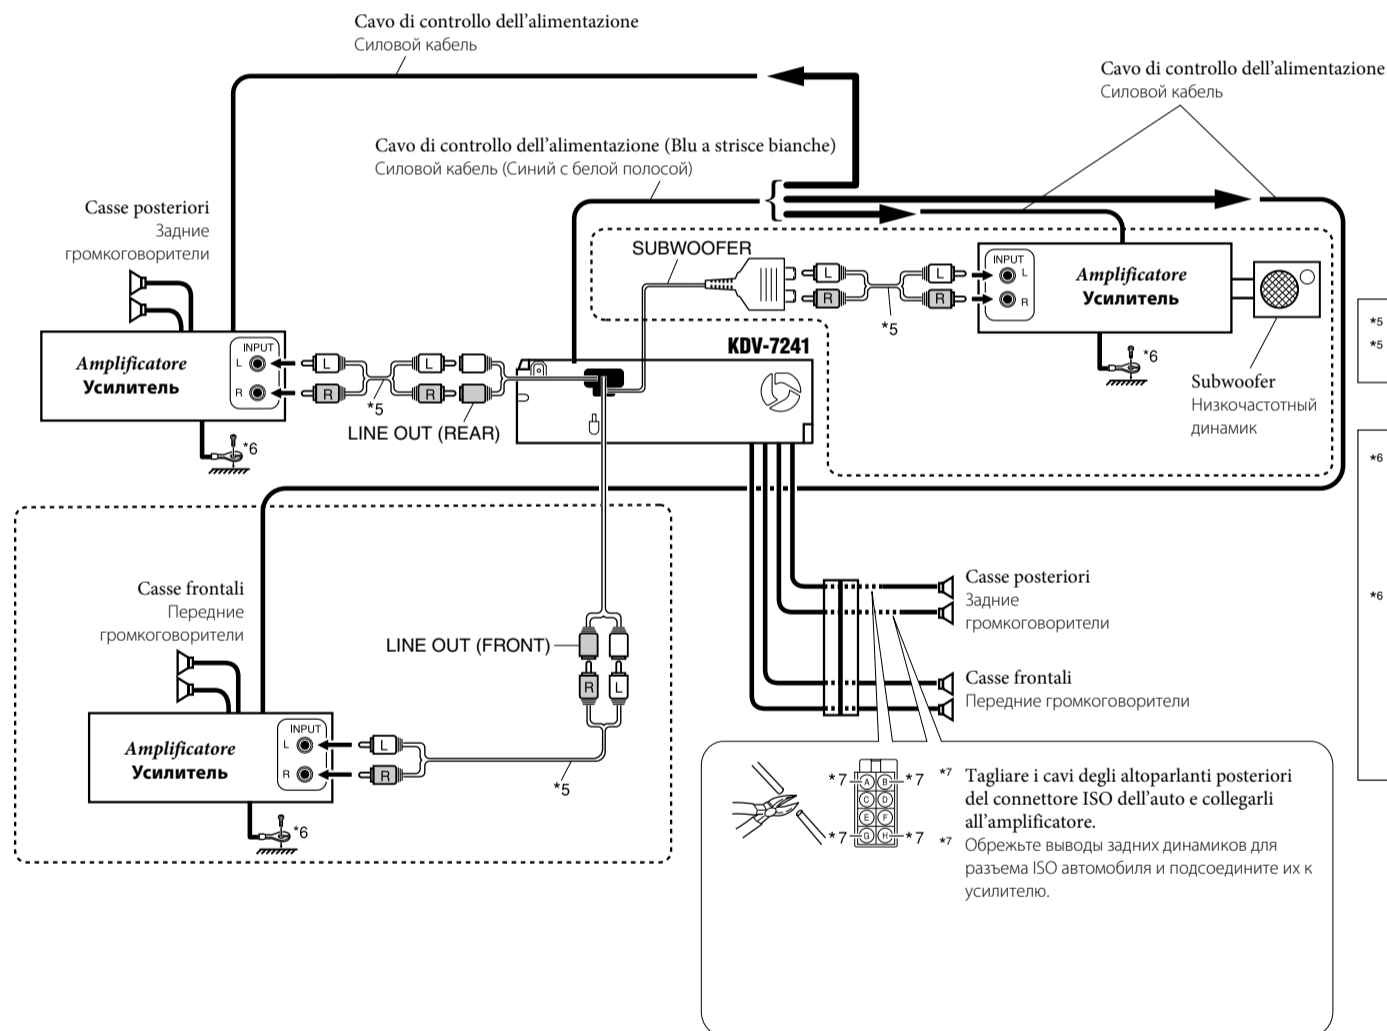 Cavo di controllo dell'alimentazione
Силовой кабель
Cavo di controllo dell'alimentazione
Силовой кабель
Cavo di controllo dell'alimentazione (Blu a strisce bianche)
Силовой кабель (Синий с белой полосой)
Casse posteriori
Задние
громкоговорители
SUBWOOFER
L
R
L
R
*5
INPUT
L
R
Amplificatore
Усилитель
*6
Subwoofer
Низкочастотный
динамик
*5
*5
*6
*6
KDV-7241
Amplificatore
Усилитель
INPUT
L
R
L
R
L
R
*5
LINE OUT (REAR)
*6
Casse frontali
Передние
громкоговорители
LINE OUT (FRONT)
R
L
Amplificatore
Усилитель
INPUT
L
R
L
R
*5
*6
Casse posteriori
Задние
громкоговорители
Casse frontali
Передние громкоговорители
*7
A
B
*7
C
D
E
F
*7
G
H
*7
*7 Tagliare i cavi degli altoparlanti posteriori
del connettore ISO dell'auto e collegarli
all'amplificatore.
*7 Обрежьте выводы задних динамиков для
разъема ISO автомобиля и подсоедините их к
усилителю.